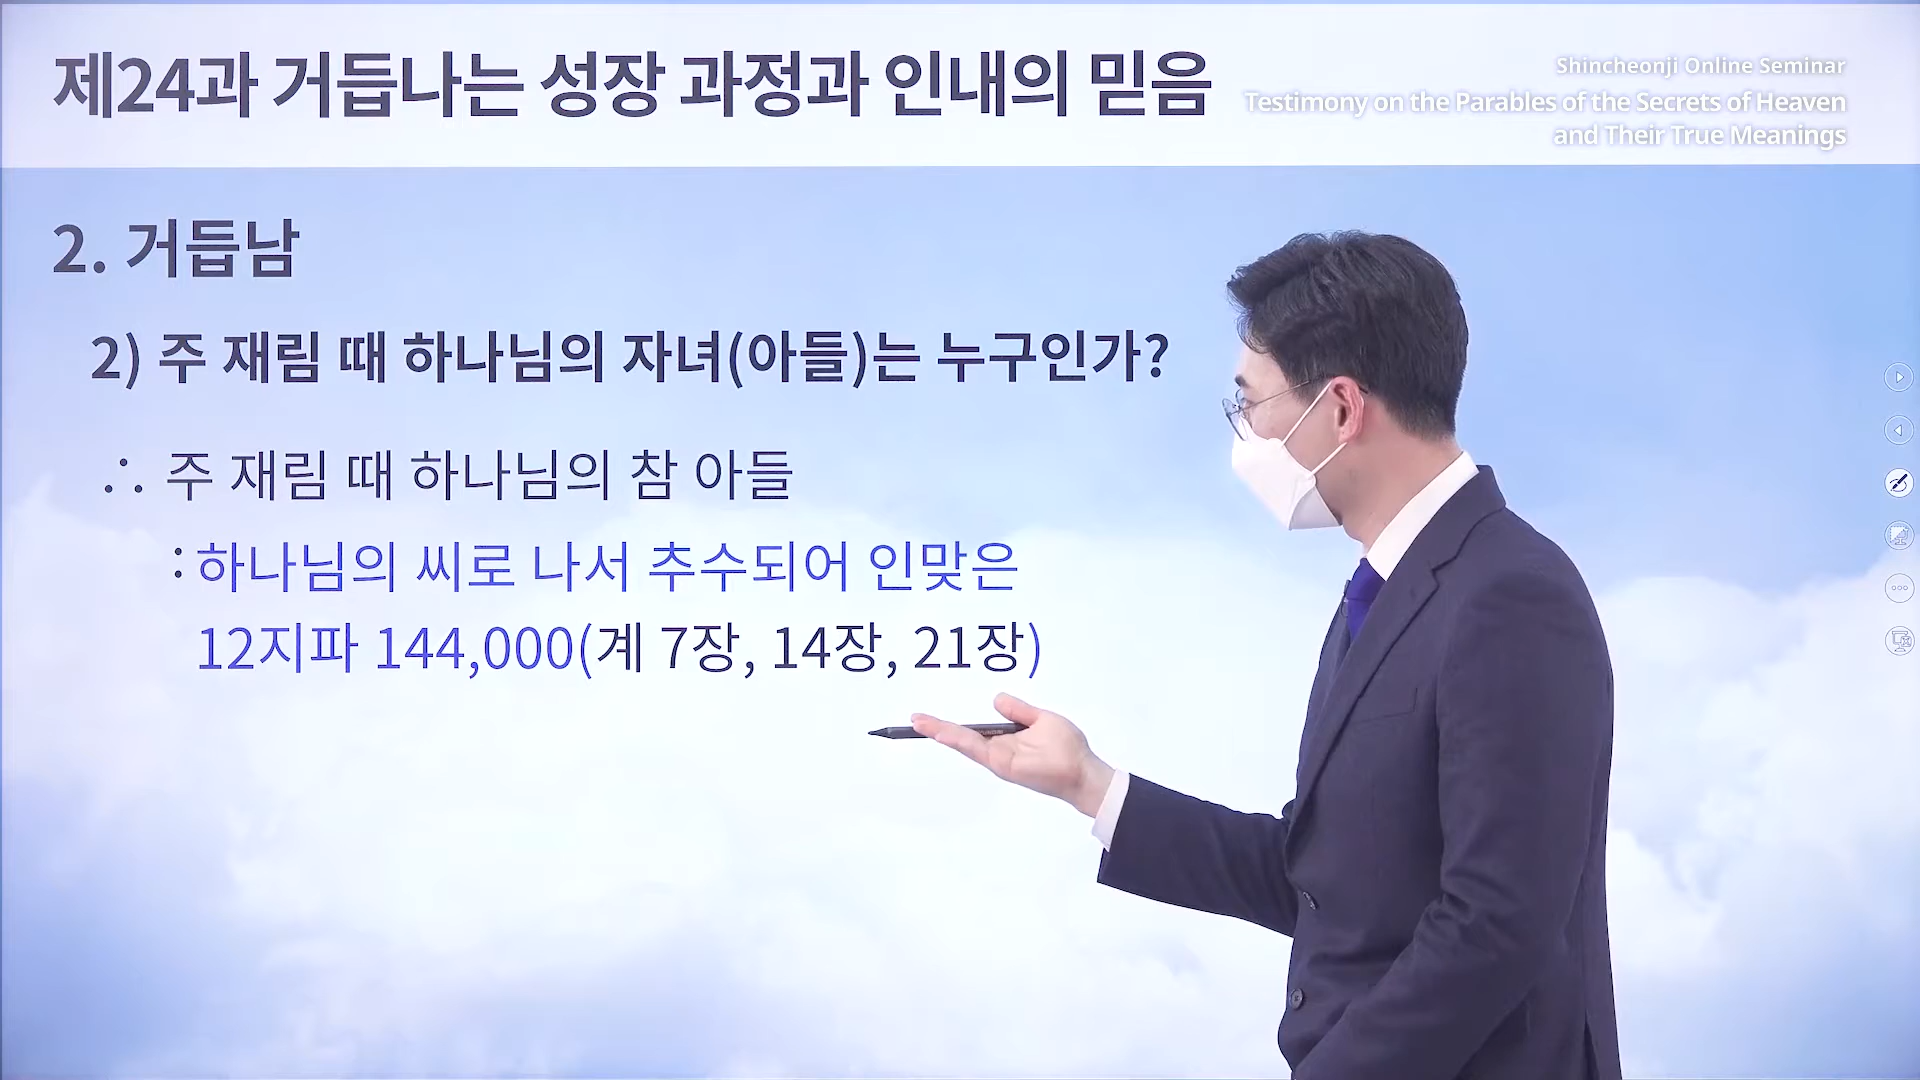 제24과 거듭나는 성장 과정과 인내의 믿음
Shincheonji Online Seminar
Testimony on the Parables of the Secrets of Heaven
and Their True Meanings
2. 거듭남
2) 주 재림 때 하나님의 자녀(아들)는 누구인가?
∴ 주 재림 때 하나님의 참 아들
: 하나님의 씨로 나서 추수되어 인맞은
12지파 144,000(계 7장, 14장, 21장)